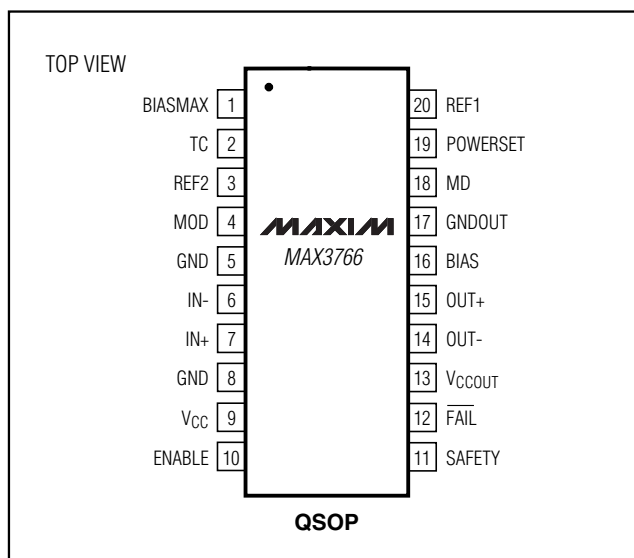 TOP VIEW
BIASMAX 1
TC 2
REF2 3
MOD 4
GND 5
IN- 6
IN+ 7
GND 8
VCC 9
ENABLE 10
MAXIM
MAX3766
20 REF1
19 POWERSET
18 MD
17 GNDOUT
16 BIAS
15 OUT+
14 OUT-
13 VCCOUT
12 FAIL
11 SAFETY
QSOP